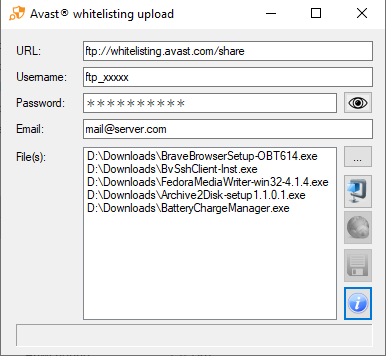 Avast® whitelisting upload
URL: ftp://whitelisting.avast.com/share
Username: ftp_xxxxx
Password: **********
Email: mail@server.com
File(s): D:\Downloads\BraveBrowserSetup-OBT614.exe
D:\Downloads\BvSshClient-Inst.exe
D:\Downloads\FedoraMediaWriter-win32-4.1.4.exe
D:\Downloads\Archive2Disk-setup1.1.0.1.exe
D:\Downloads\BatteryChargeManager.exe
...